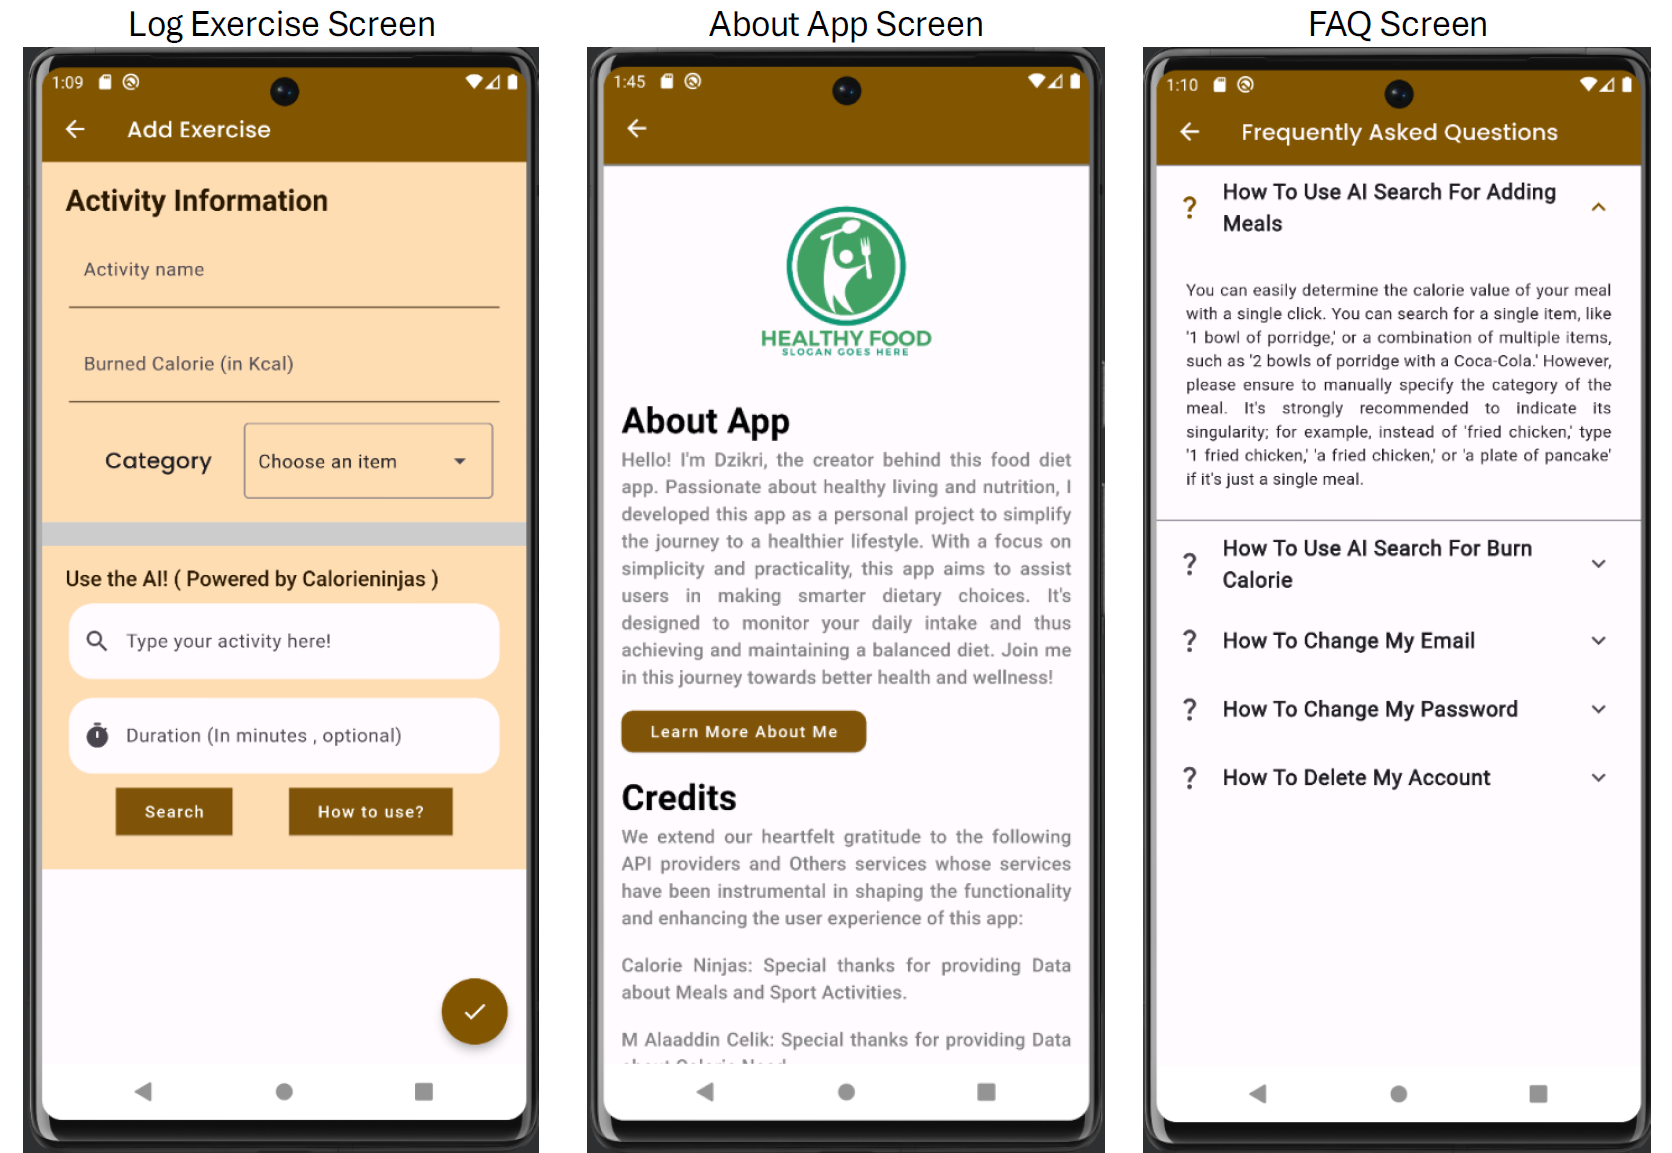 Log Exercise Screen
1:09
Add Exercise
Activity Information
Activity name
Burned Calorie (in Kcal)
Category
Choose an item
Use the AI! ( Powered by Calorieninjas )
Type your activity here!
Duration (In minutes , optional)
Search
How to use?
About App Screen
1:45
HEALTHY FOOD
SLOGAN GOES HERE
About App
Hello! I'm Dzikri, the creator behind this food diet
app. Passionate about healthy living and nutrition, I
developed this app as a personal project to simplify
the journey to a healthier lifestyle. With a focus on
simplicity and practicality, this app aims to assist
users in making smarter dietary choices. It's
designed to monitor your daily intake and thus
achieving and maintaining a balanced diet. Join me
in this journey towards better health and wellness!
Learn More About Me
Credits
We extend our heartfelt gratitude to the following
API providers and Others services whose services
have been instrumental in shaping the functionality
and enhancing the user experience of this app:
Calorie Ninjas: Special thanks for providing Data
about Meals and Sport Activities.
M Alaaddin Celik: Special thanks for providing Data
about Calorie Need
FAQ Screen
1:10
Frequently Asked Questions
? How To Use AI Search For Adding
Meals
You can easily determine the calorie value of your meal
with a single click. You can search for a single item, like
'1 bowl of porridge,' or a combination of multiple items,
such as '2 bowls of porridge with a Coca-Cola.' However,
please ensure to manually specify the category of the
meal. It's strongly recommended to indicate its
singularity; for example, instead of 'fried chicken,' type
'1 fried chicken,' 'a fried chicken,' or 'a plate of pancake'
if it's just a single meal.
? How To Use AI Search For Burn
Calorie
? How To Change My Email
? How To Change My Password
? How To Delete My Account